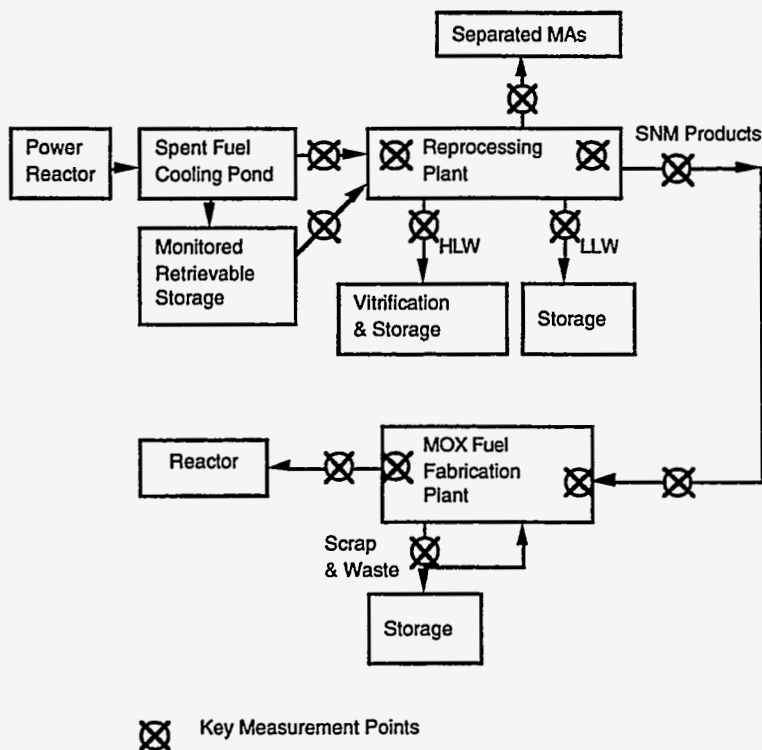 Separated MAs
Power
Reactor
Spent Fuel
Cooling Pond
Reprocessing
Plant
SNM Products
Monitored
Retrievable
Storage
HLW
LLW
Vitrification
& Storage
Storage
Reactor
MOX Fuel
Fabrication
Plant
Scrap
& Waste
Storage
Key Measurement Points